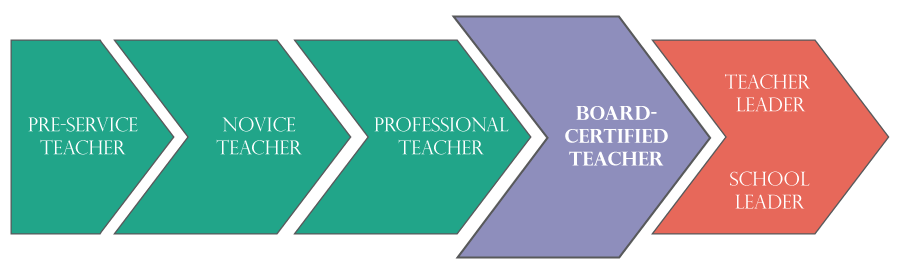 PRE-SERVICE
TEACHER
NOVICE
TEACHER
PROFESSIONAL
TEACHER
BOARD-
CERTIFIED
TEACHER
TEACHER
LEADER
SCHOOL
LEADER